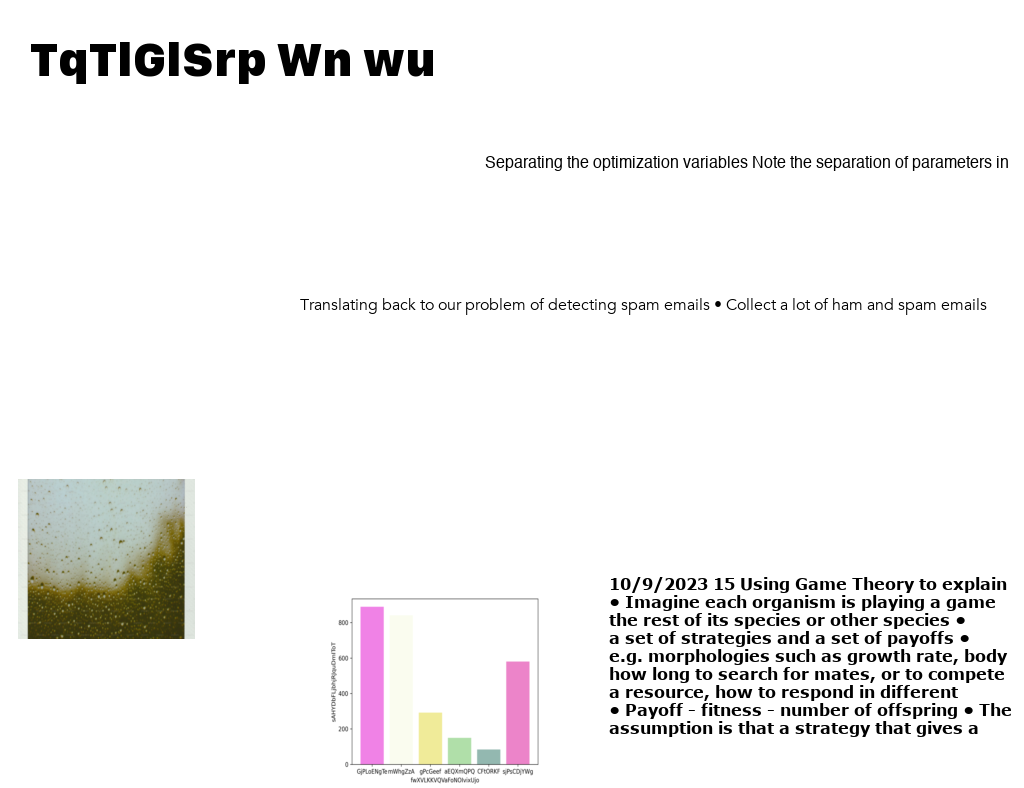 TqTlGlSrp Wn wu
Separating the optimization variables Note the separation of parameters in
Translating back to our problem of detecting spam emails • Collect a lot of ham and spam emails
10/9/2023 15 Using Game Theory to explain
• Imagine each organism is playing a game
the rest of its species or other species •
a set of strategies and a set of payoffs •
e.g. morphologies such as growth rate, body
how long to search for mates, or to compete
a resource, how to respond in different
• Payoff – fitness – number of offspring • The
assumption is that a strategy that gives a
800
600
400
200
0
GjPLoENgTe mWhgZzA gPcGeef aEQXmQPQ CFtORKF sjPsCDJYWg